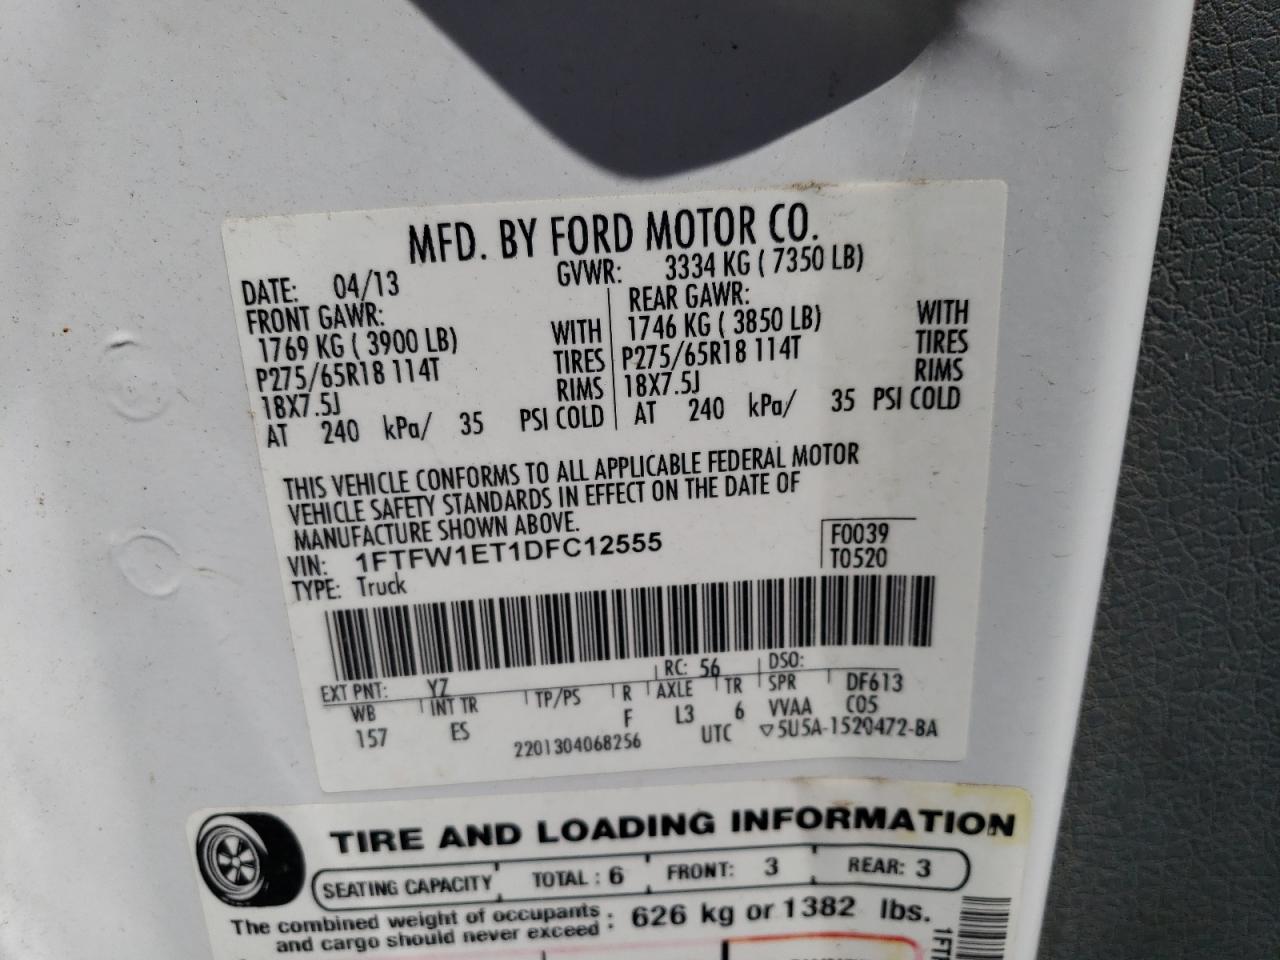 MFD. BY FORD MOTOR CO.
DATE: 04/13 GVWR: 3334 KG ( 7350 LB)
FRONT GAWR: REAR GAWR:
1769 KG ( 3900 LB) WITH 1746 KG ( 3850 LB) WITH
P275/65R18 114T TIRES P275/65R18 114T TIRES
18X7.5J RIMS 18X7.5J RIMS
AT 240 kPa/ 35 PSI COLD AT 240 kPa/ 35 PSI COLD
THIS VEHICLE CONFORMS TO ALL APPLICABLE FEDERAL MOTOR
VEHICLE SAFETY STANDARDS IN EFFECT ON THE DATE OF
MANUFACTURE SHOWN ABOVE.
VIN: 1FTFW1ET1DFC12555 F0039
TYPE: Truck T0520
EXT PNT: YZ RC: 56 DSO:
WB INT TR TP/PS R AXLE TR SPR DF613
157 ES F L3 6 VVAA C05
2201304068256 UTC ▽5U5A-1520472-BA
TIRE AND LOADING INFORMATION
SEATING CAPACITY TOTAL : 6 FRONT: 3 REAR: 3
The combined weight of occupants : 626 kg or 1382 lbs.
and cargo should never exceed :